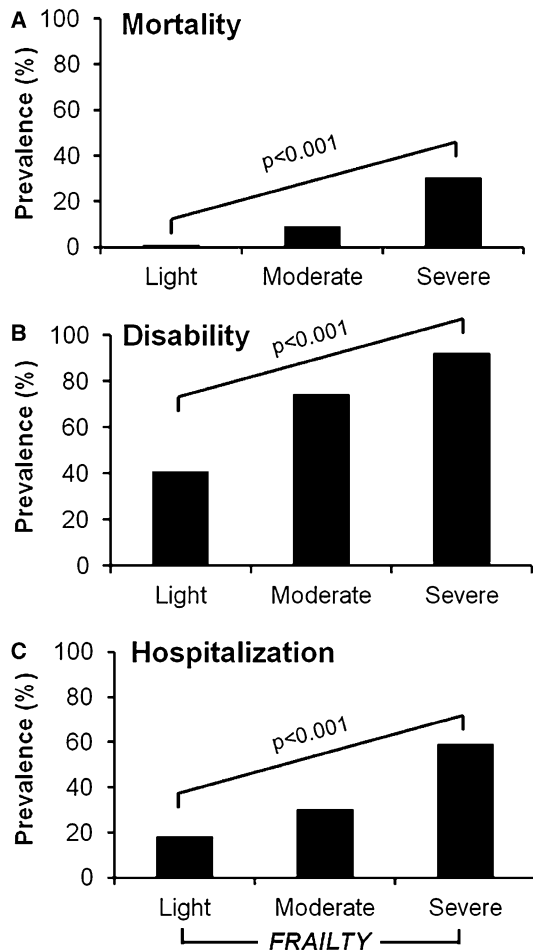 A Mortality
Prevalence (%)
100
80
60
40
20
0
p<0.001
Light Moderate Severe
B Disability
Prevalence (%)
100
80
60
40
20
0
p<0.001
Light Moderate Severe
C Hospitalization
Prevalence (%)
100
80
60
40
20
0
p<0.001
Light Moderate Severe
FRAILTY